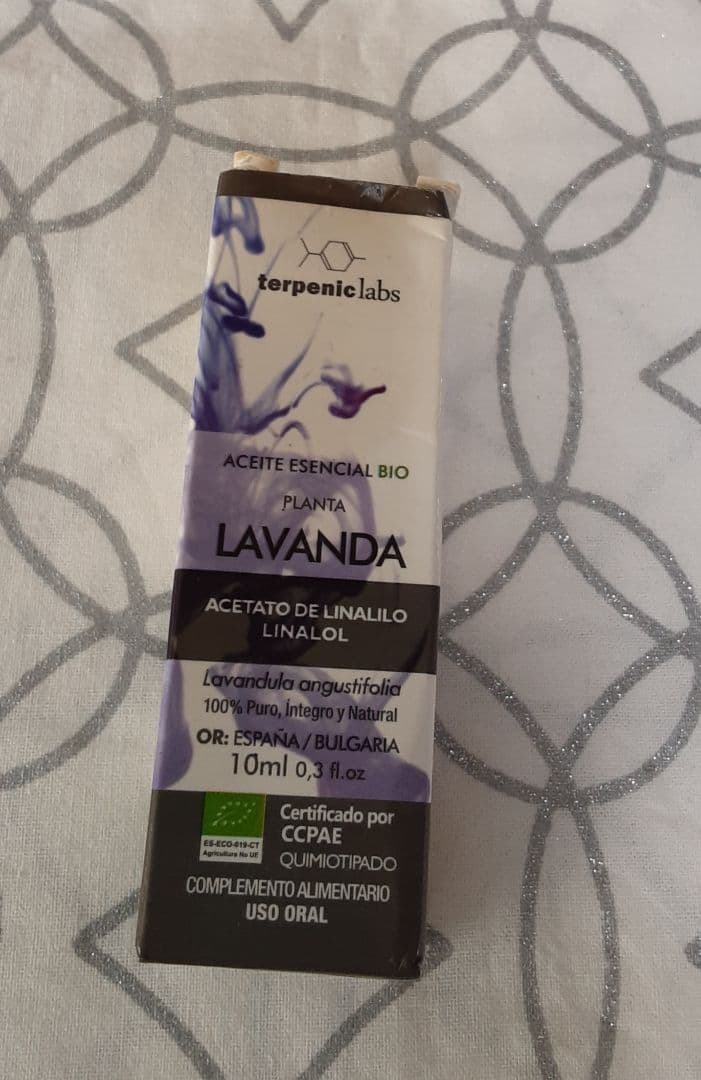 terpeniclabs
ACEITE ESENCIAL BIO
PLANTA
LAVANDA
ACETATO DE LINALILO
LINALOL
Lavandula angustifolia
100% Puro, Íntegro y Natural
OR: ESPAÑA / BULGARIA
10ml 0,3 fl.oz
ES-ECO-019-CT
Agricultura No UE
Certificado por
CCPAE
QUIMIOTIPADO
COMPLEMENTO ALIMENTARIO
USO ORAL